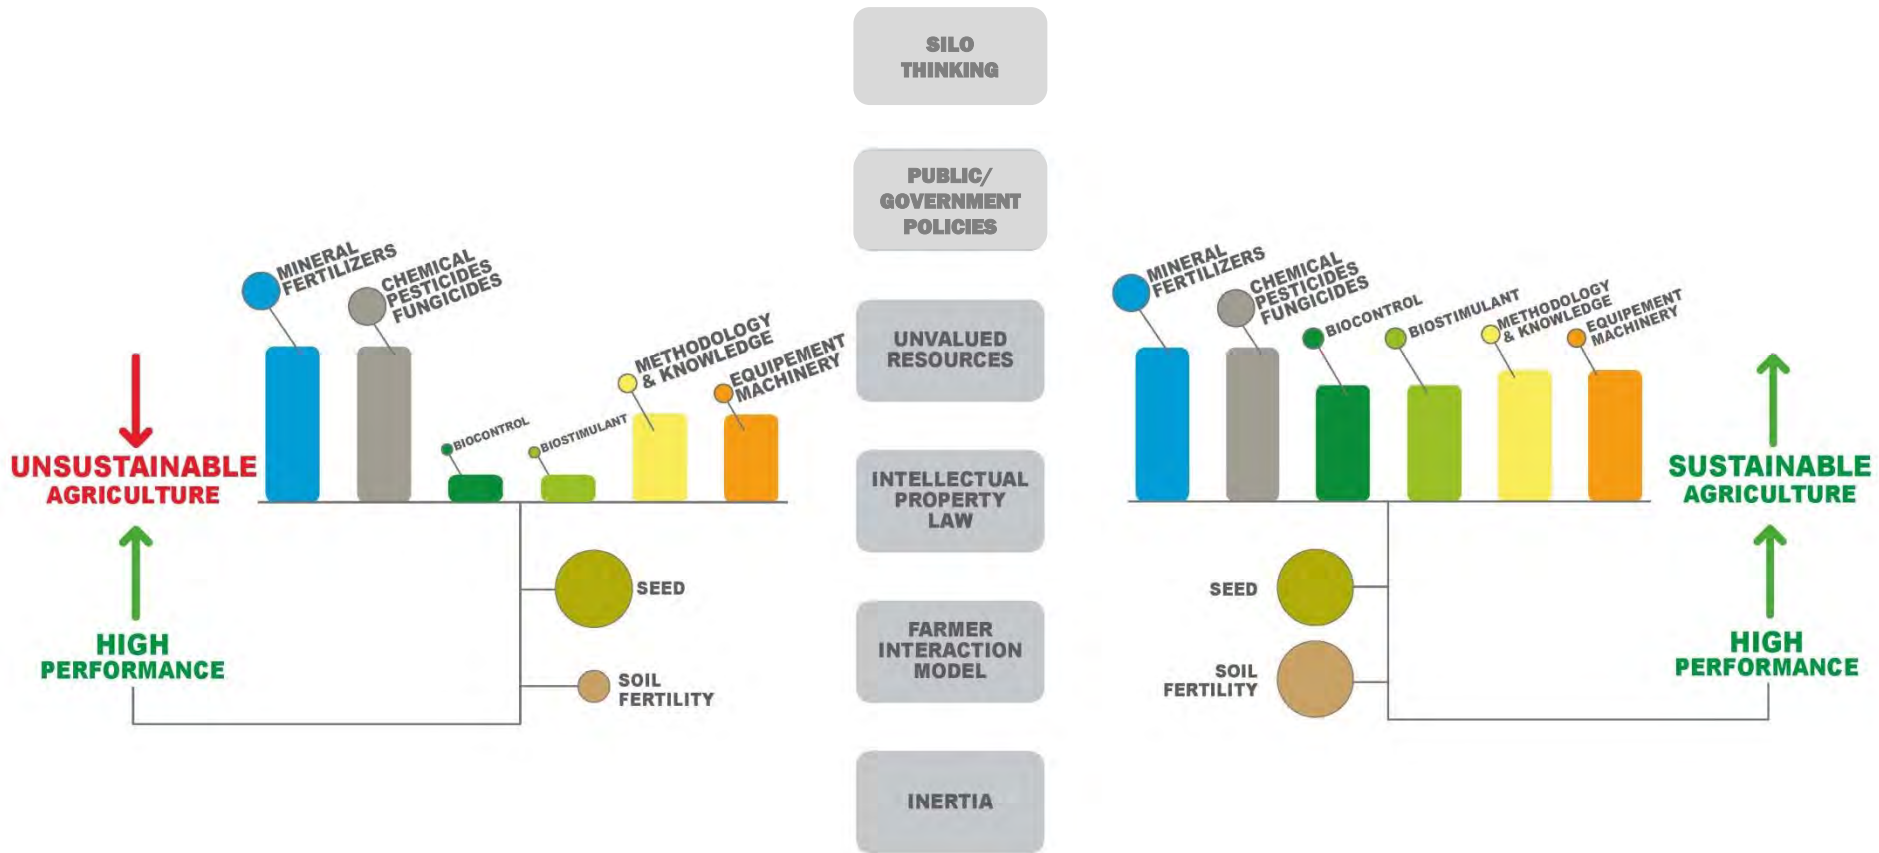 SILO
THINKING
PUBLIC/
GOVERNMENT
POLICIES
UNVALUED
RESOURCES
INTELLECTUAL
PROPERTY
LAW
FARMER
INTERACTION
MODEL
INERTIA
MINERAL
FERTILIZERS
CHEMICAL
PESTICIDES
FUNGICIDES
BIOCONTROL
BIOSTIMULANT
METHODOLOGY
& KNOWLEDGE
EQUIPEMENT
MACHINERY
UNSUSTAINABLE
AGRICULTURE
HIGH
PERFORMANCE
SEED
SOIL
FERTILITY
MINERAL
FERTILIZERS
CHEMICAL
PESTICIDES
FUNGICIDES
BIOCONTROL
BIOSTIMULANT
METHODOLOGY
& KNOWLEDGE
EQUIPEMENT
MACHINERY
SUSTAINABLE
AGRICULTURE
SEED
SOIL
FERTILITY
HIGH
PERFORMANCE